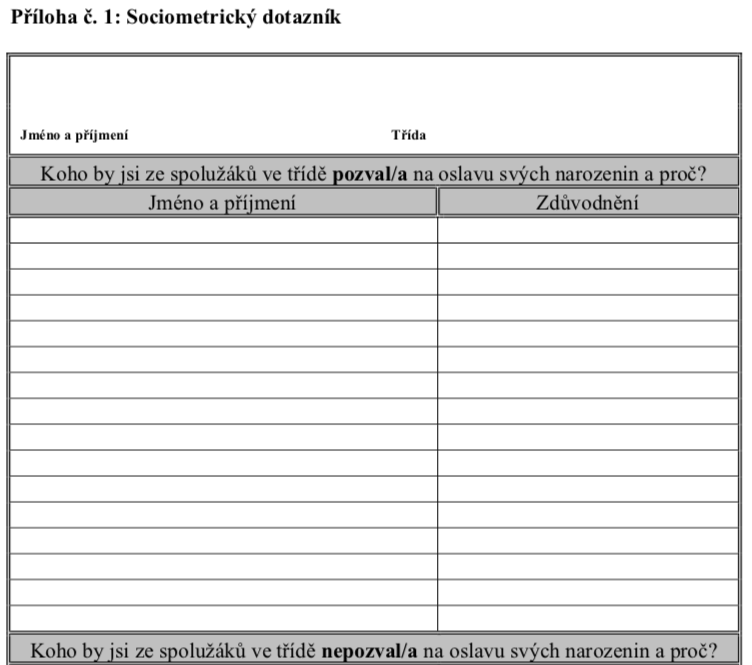 Příloha č. 1: Sociometrický dotazník
Jméno a příjmení Třída
Koho by jsi ze spolužáků ve třídě pozval/a na oslavu svých narozenin a proč?
Jméno a příjmení Zdůvodnění
Koho by jsi ze spolužáků ve třídě nepozval/a na oslavu svých narozenin a proč?